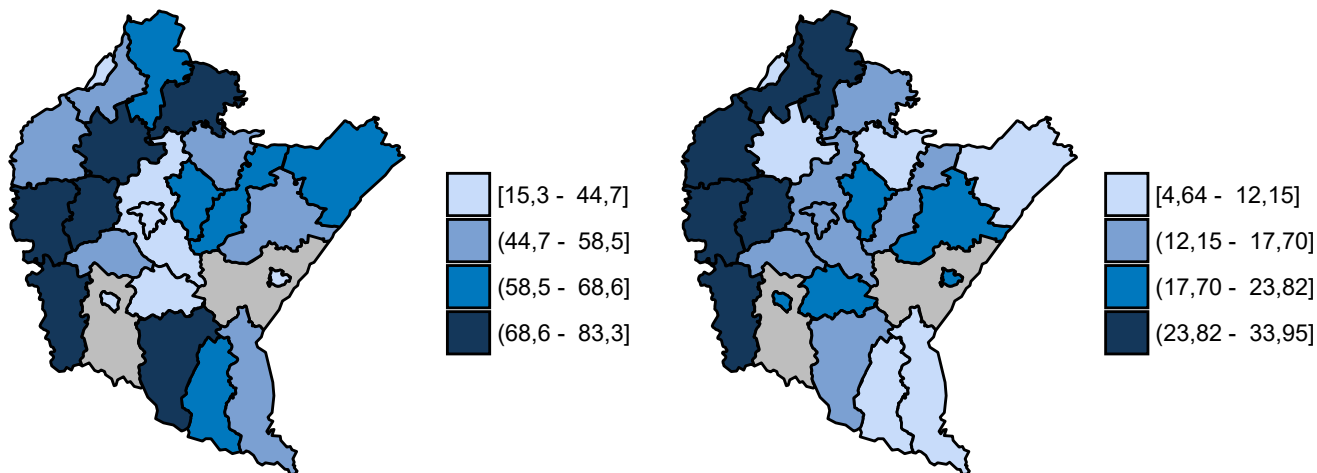 [15,3 - 44,7]
(44,7 - 58,5]
(58,5 - 68,6]
(68,6 - 83,3]
[4,64 - 12,15]
(12,15 - 17,70]
(17,70 - 23,82]
(23,82 - 33,95]